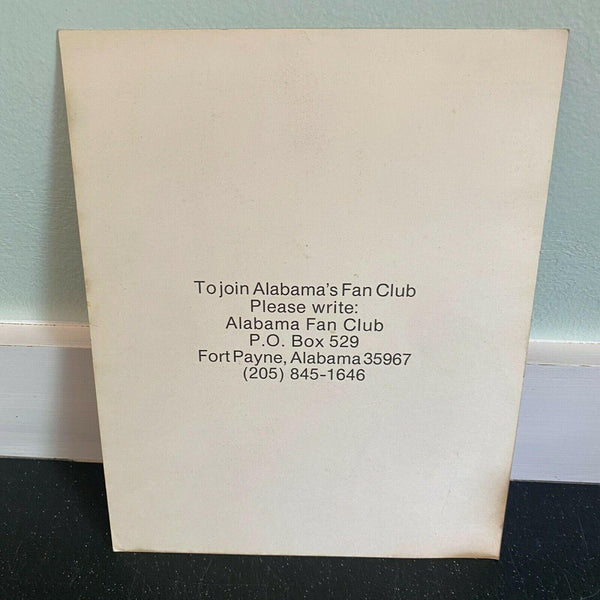 To join Alabama's Fan Club
Please write:
Alabama Fan Club
P.O. Box 529
Fort Payne, Alabama 35967
(205) 845-1646